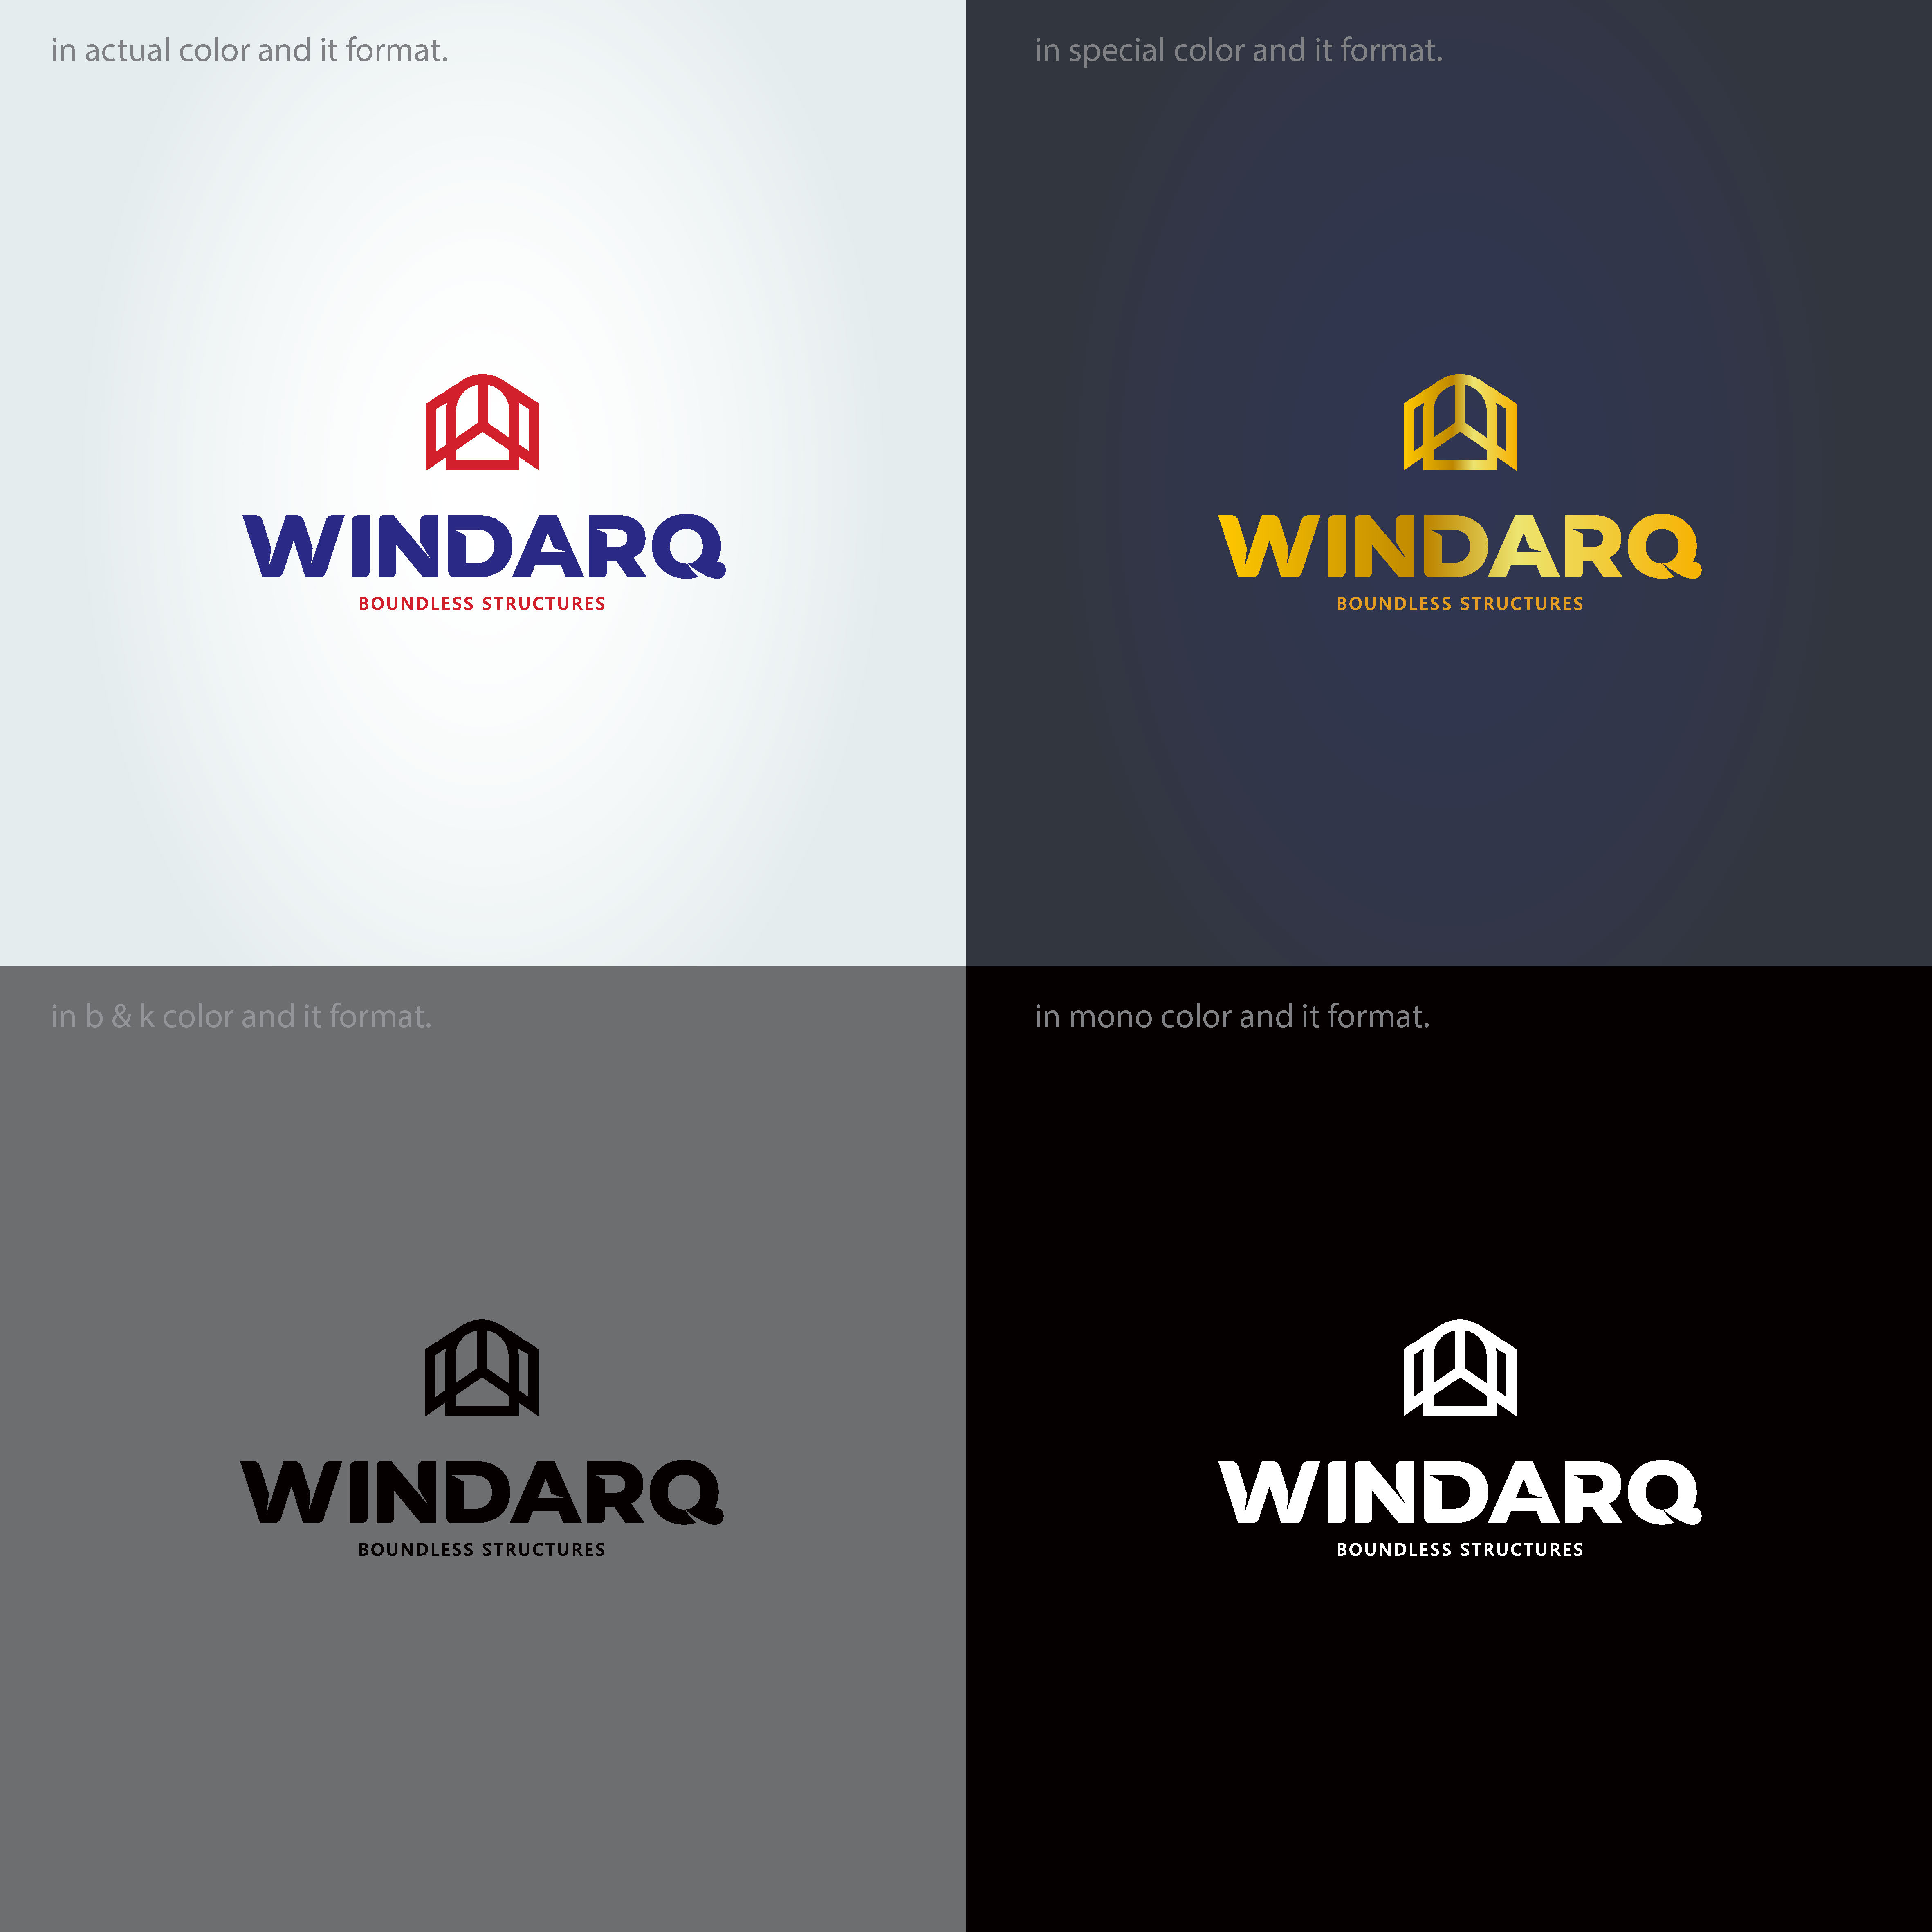 in actual color and it format.
WINDARQ
BOUNDLESS STRUCTURES
in special color and it format.
WINDARQ
BOUNDLESS STRUCTURES
in b & k color and it format.
WINDARQ
BOUNDLESS STRUCTURES
in mono color and it format.
WINDARQ
BOUNDLESS STRUCTURES